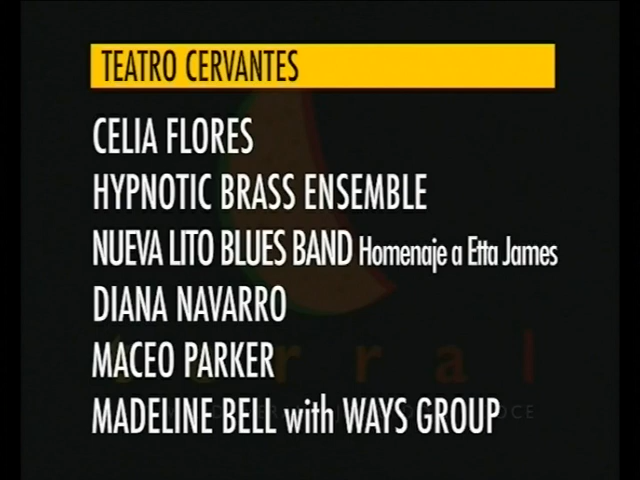 TEATRO CERVANTES
CELIA FLORES
HYPNOTIC BRASS ENSEMBLE
NUEVA LITO BLUES BAND Homenaje a Etta James
DIANA NAVARRO
MACEO PARKER
MADELINE BELL with WAYS GROUP
terral